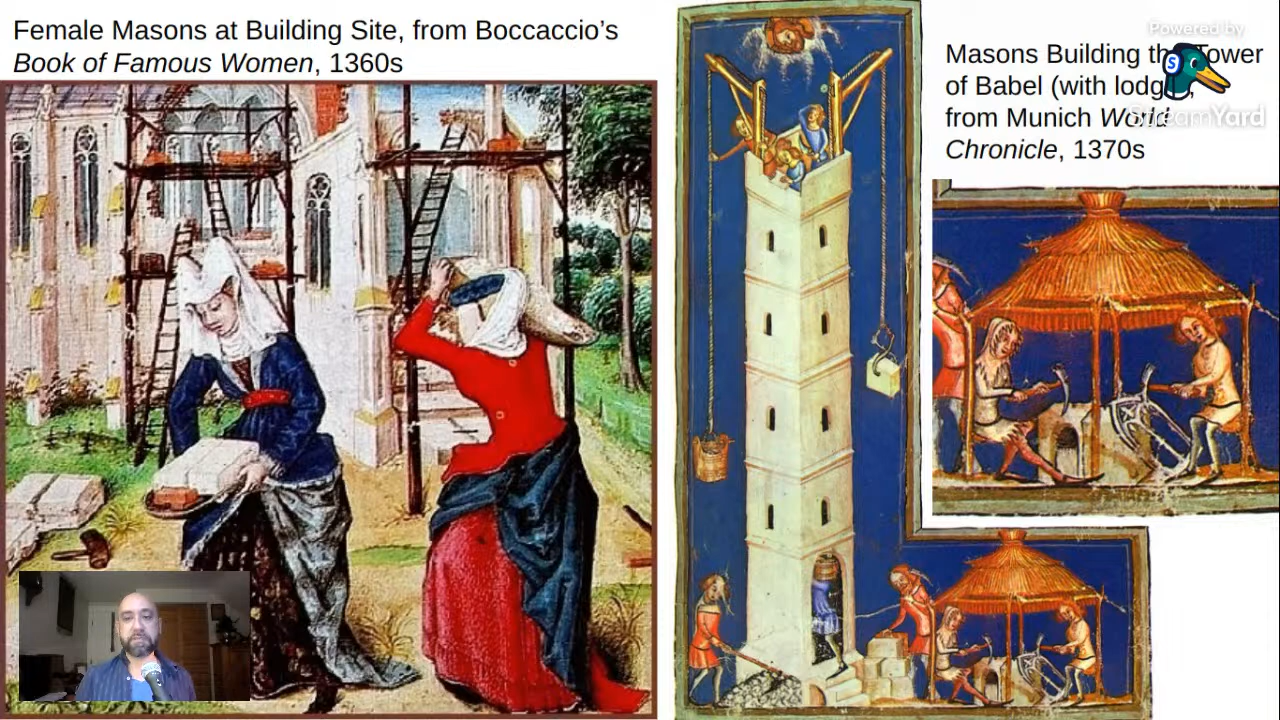 Female Masons at Building Site, from Boccaccio’s
Book of Famous Women, 1360s
Powered by
StreamYard
Masons Building the Tower
of Babel (with lodge),
from Munich World
Chronicle, 1370s